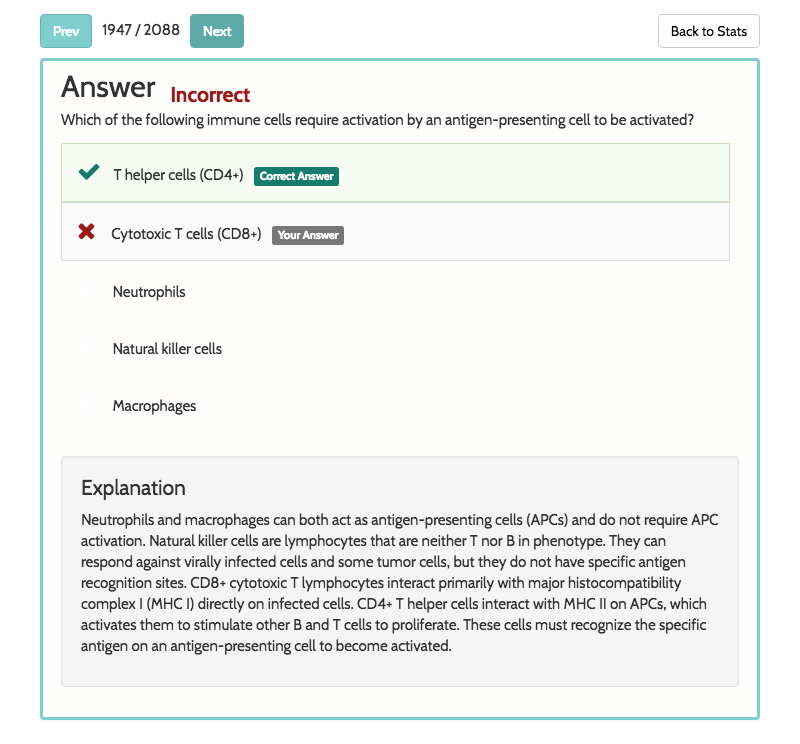 Prev 1947 / 2088 Next Back to Stats
Answer Incorrect
Which of the following immune cells require activation by an antigen-presenting cell to be activated?
T helper cells (CD4+) Correct Answer
Cytotoxic T cells (CD8+) Your Answer
Neutrophils
Natural killer cells
Macrophages
Explanation
Neutrophils and macrophages can both act as antigen-presenting cells (APCs) and do not require APC
activation. Natural killer cells are lymphocytes that are neither T nor B in phenotype. They can
respond against virally infected cells and some tumor cells, but they do not have specific antigen
recognition sites. CD8+ cytotoxic T lymphocytes interact primarily with major histocompatibility
complex I (MHC I) directly on infected cells. CD4+ T helper cells interact with MHC II on APCs, which
activates them to stimulate other B and T cells to proliferate. These cells must recognize the specific
antigen on an antigen-presenting cell to become activated.